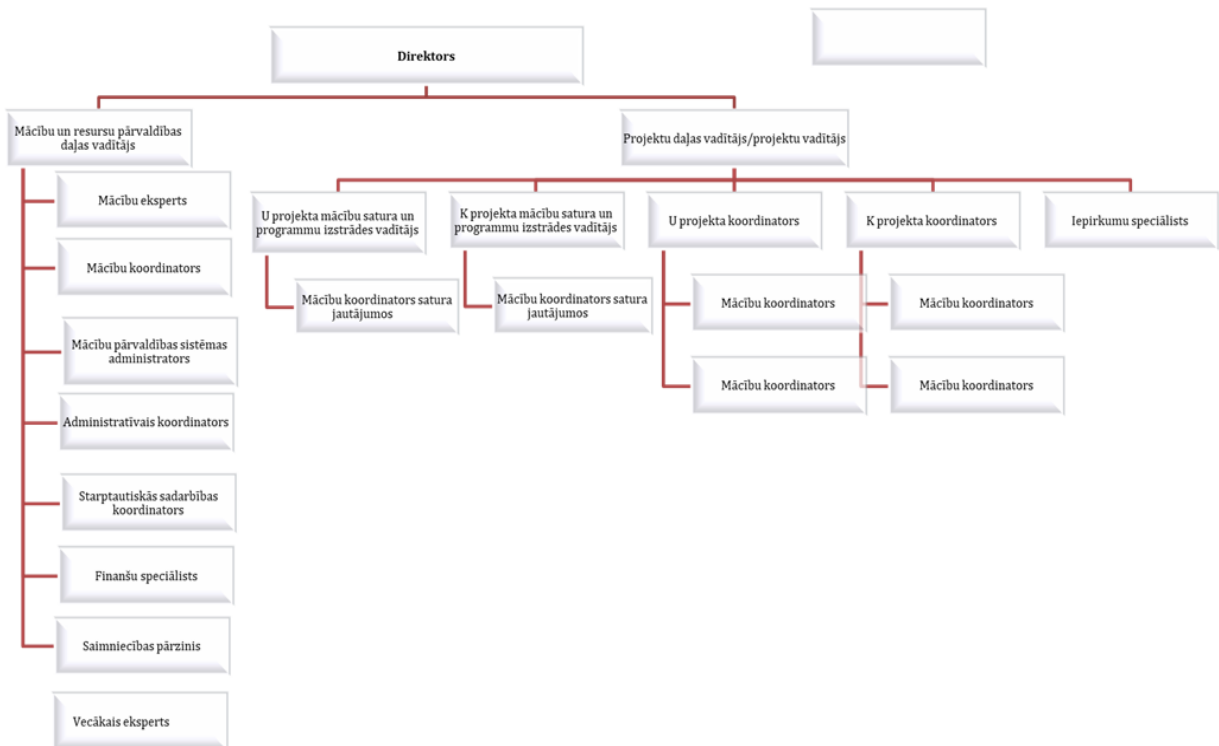 Direktors
Mācību un resursu pārvaldības
daļas vadītājs
Projektu daļas vadītājs/projektu vadītājs
Mācību eksperts
Mācību koordinators
Mācību pārvaldības sistēmas
administrators
Administratīvais koordinators
Starptautiskās sadarbības
koordinators
Finanšu speciālists
Saimniecības pārzinis
Vecākais eksperts
U projekta mācību satura un
programmu izstrādes vadītājs
Mācību koordinators satura
jautājumos
K projekta mācību satura un
programmu izstrādes vadītājs
Mācību koordinators satura
jautājumos
U projekta koordinators
Mācību koordinators
Mācību koordinators
K projekta koordinators
Mācību koordinators
Mācību koordinators
Iepirkumu speciālists